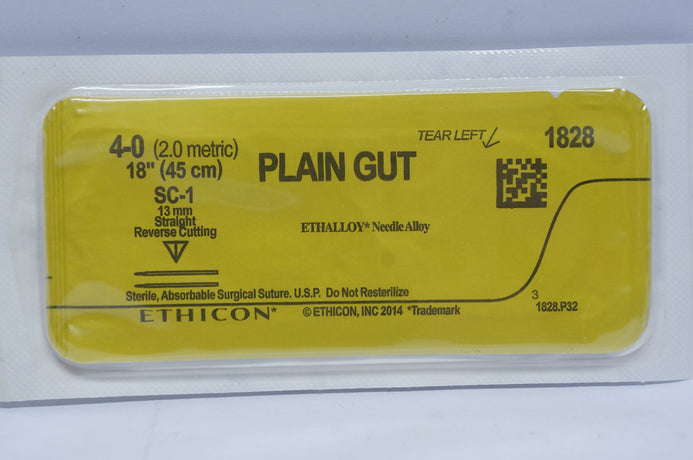 4-0 (2.0 metric)
18" (45 cm)
SC-1
13 mm
Straight
Reverse Cutting
PLAIN GUT
TEAR LEFT
1828
ETHALLOY* Needle Alloy
Sterile, Absorbable Surgical Suture. U.S.P. Do Not Resterilize
ETHICON*
© ETHICON, INC 2014 *Trademark
3
1828.P32